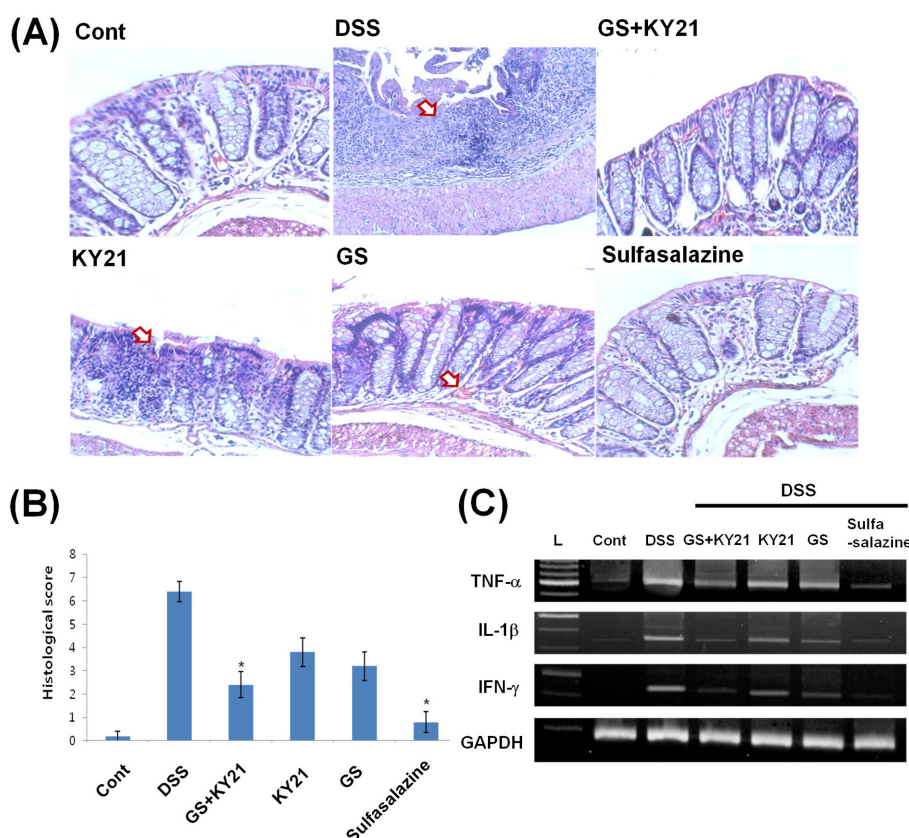 (A)
Cont
DSS
GS+KY21
KY21
GS
Sulfasalazine
(B)
Histological score
8
7
6
5
4
3
2
1
0
*
*
Cont
DSS
GS+KY21
KY21
GS
Sulfasalazine
(C)
DSS
L
Cont
DSS
GS+KY21
KY21
GS
Sulfa
-salazine
TNF-α
IL-1β
IFN-γ
GAPDH